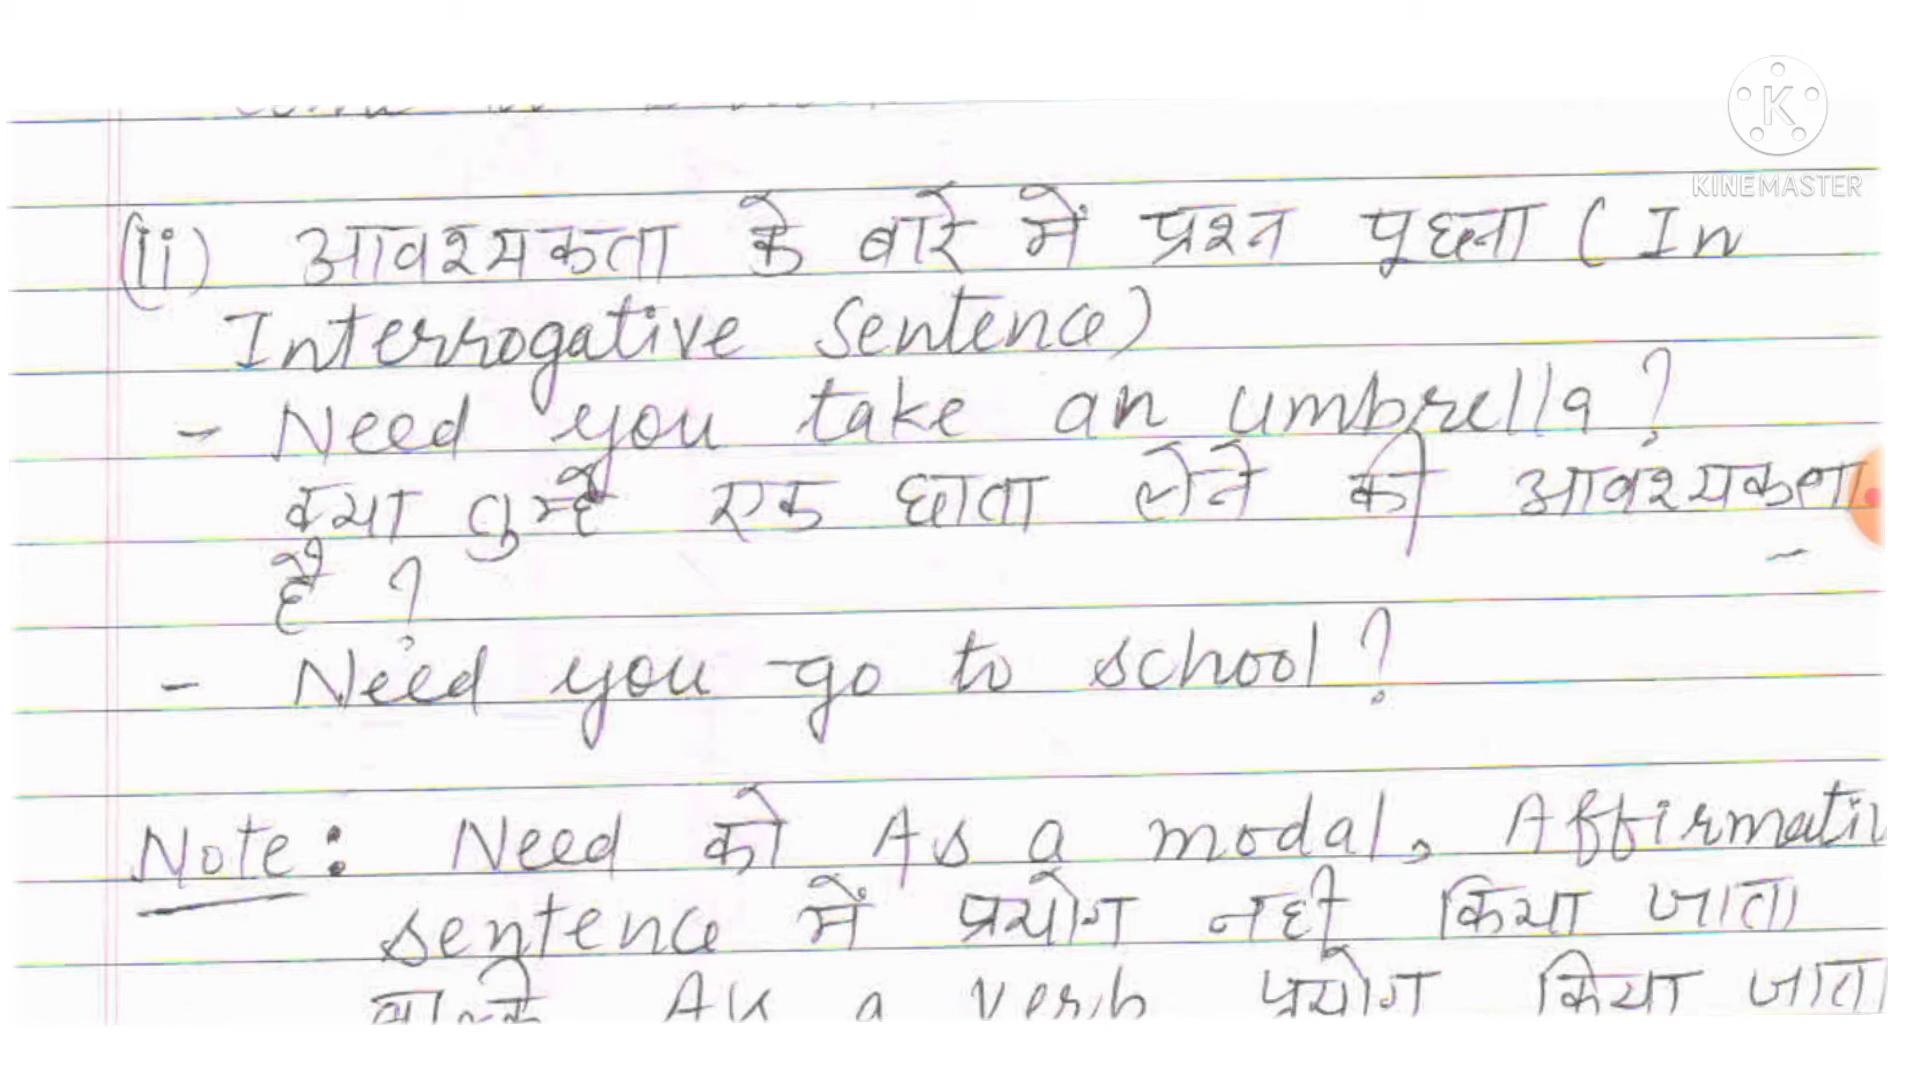 KINEMASTER
(ii) आवश्यकता के बारे में प्रश्न पूछना ( In
Interrogative Sentence)
- Need you take an umbrella?
क्या तुम्हें एक छाता लेने की आवश्यकता
है ?
- Need you go to school?
Note: Need को As a modal, Affirmativ
sentence में प्रयोग नहीं किया जाता
As a verb प्रयोग किया जाता